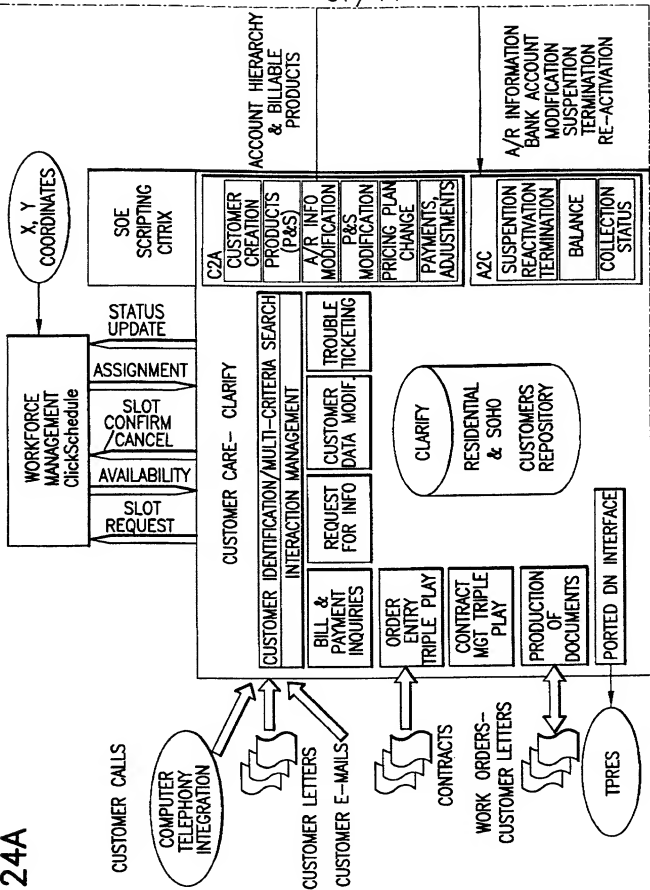 24A
CUSTOMER CALLS
COMPUTER
TELEPHONY
INTEGRATION
CUSTOMER LETTERS
CUSTOMER E-MAILS
CONTRACTS
WORK ORDERS-
CUSTOMER LETTERS
TPRES
WORKFORCE
MANAGEMENT
ClickSchedule
X, Y
COORDINATES
SLOT
REQUEST
AVAILABILITY
SLOT
CONFIRM
/CANCEL
ASSIGNMENT
STATUS
UPDATE
SOE
SCRIPTING
CITRIX
CUSTOMER CARE- CLARIFY
CUSTOMER IDENTIFICATION/MULTI-CRITERIA SEARCH
INTERACTION MANAGEMENT
BILL &
PAYMENT
INQUIRIES
REQUEST
FOR INFO
CUSTOMER
DATA MODIF.
TROUBLE
TICKETING
ORDER
ENTRY
TRIPLE PLAY
CONTRACT
MGT TRIPLE
PLAY
PRODUCTION
OF
DOCUMENTS
PORTED DN INTERFACE
CLARIFY
RESIDENTIAL
& SOHO
CUSTOMERS
REPOSITORY
C2A
CUSTOMER
CREATION
PRODUCTS
(P&S)
A/R INFO
MODIFICATION
P&S
MODIFICATION
PRICING PLAN
CHANGE
PAYMENTS,
ADJUSTMENTS
A2C
SUSPENTION
REACTIVATION
TERMINATION
BALANCE
COLLECTION
STATUS
ACCOUNT HIERARCHY
& BILLABLE
PRODUCTS
A/R INFORMATION
BANK ACCOUNT
MODIFICATION
SUSPENSION
TERMINATION
RE-ACTIVATION